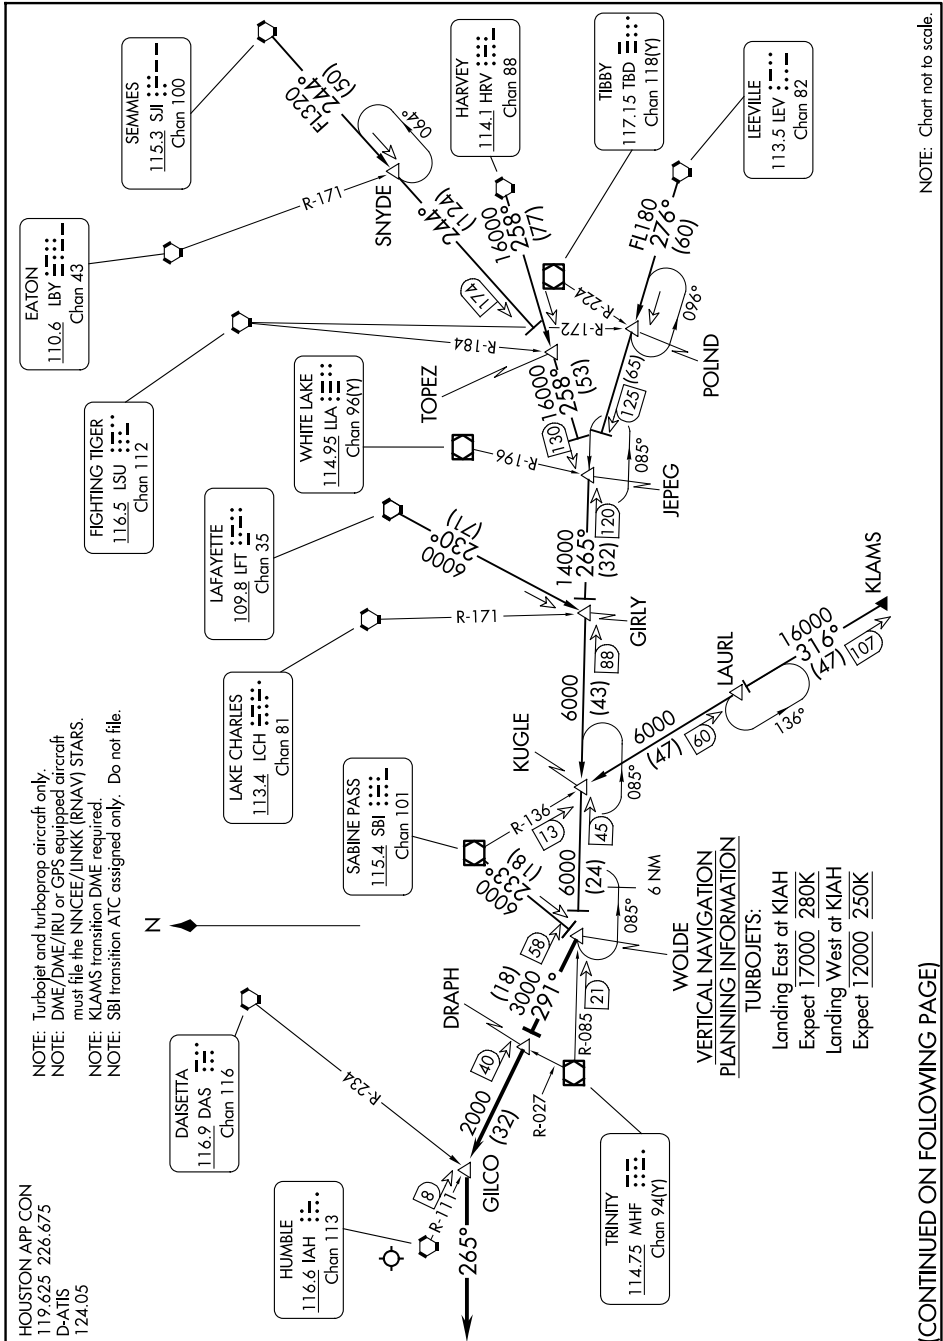 HOUSTON APP CON
119.625 226.675
D-ATIS
124.05
NOTE: Turbojet and turboprop aircraft only.
NOTE: DME/DME/IRU or GPS equipped aircraft
must file the NNCEE/LINKK (RNAV) STARS.
NOTE: KLAMS transition DME required.
NOTE: SBI transition ATC assigned only. Do not file.
N
EATON
110.6 LBY
Chan 43
SEMMES
115.3 SJI
Chan 100
FIGHTING TIGER
116.5 LSU
Chan 112
HARVEY
114.1 HRV
Chan 88
LAFAYETTE
109.8 LFT
Chan 35
WHITE LAKE
114.95 LLA
Chan 96(Y)
TIBBY
117.15 TBD
Chan 118(Y)
LAKE CHARLES
113.4 LCH
Chan 81
SABINE PASS
115.4 SBI
Chan 101
LEEVILLE
113.5 LEV
Chan 82
DAISETTA
116.9 DAS
Chan 116
HUMBLE
116.6 IAH
Chan 113
TRINITY
114.75 MHF
Chan 94(Y)
FL320
244°
(50)
SNYDE
064°
R-171
244°
(124)
174
16000
258°
(77)
R-184
R-172
TOPEZ
16000
258°
(53)
130
R-224
FL180
276°
(60)
096°
POLND
(65)
125
R-196
085°
JEPEG
120
14000
265°
(32)
6000
230°
(71)
R-171
GIRLY
88
6000
(43)
KUGLE
R-136
13
45
085°
KLAMS
16000
316°
(47)
107
LAURL
136°
6000
(47)
60
6000
(24)
6 NM
6000
233°
(18)
58
085°
WOLDE
R-085
21
(18)
3000
291°
DRAPH
40
R-027
2000
(32)
R-234
GILCO
8
R-111
265°
VERTICAL NAVIGATION
PLANNING INFORMATION
TURBOJETS:
Landing East at KIAH
Expect 17000 280K
Landing West at KIAH
Expect 12000 250K
NOTE: Chart not to scale.
(CONTINUED ON FOLLOWING PAGE)